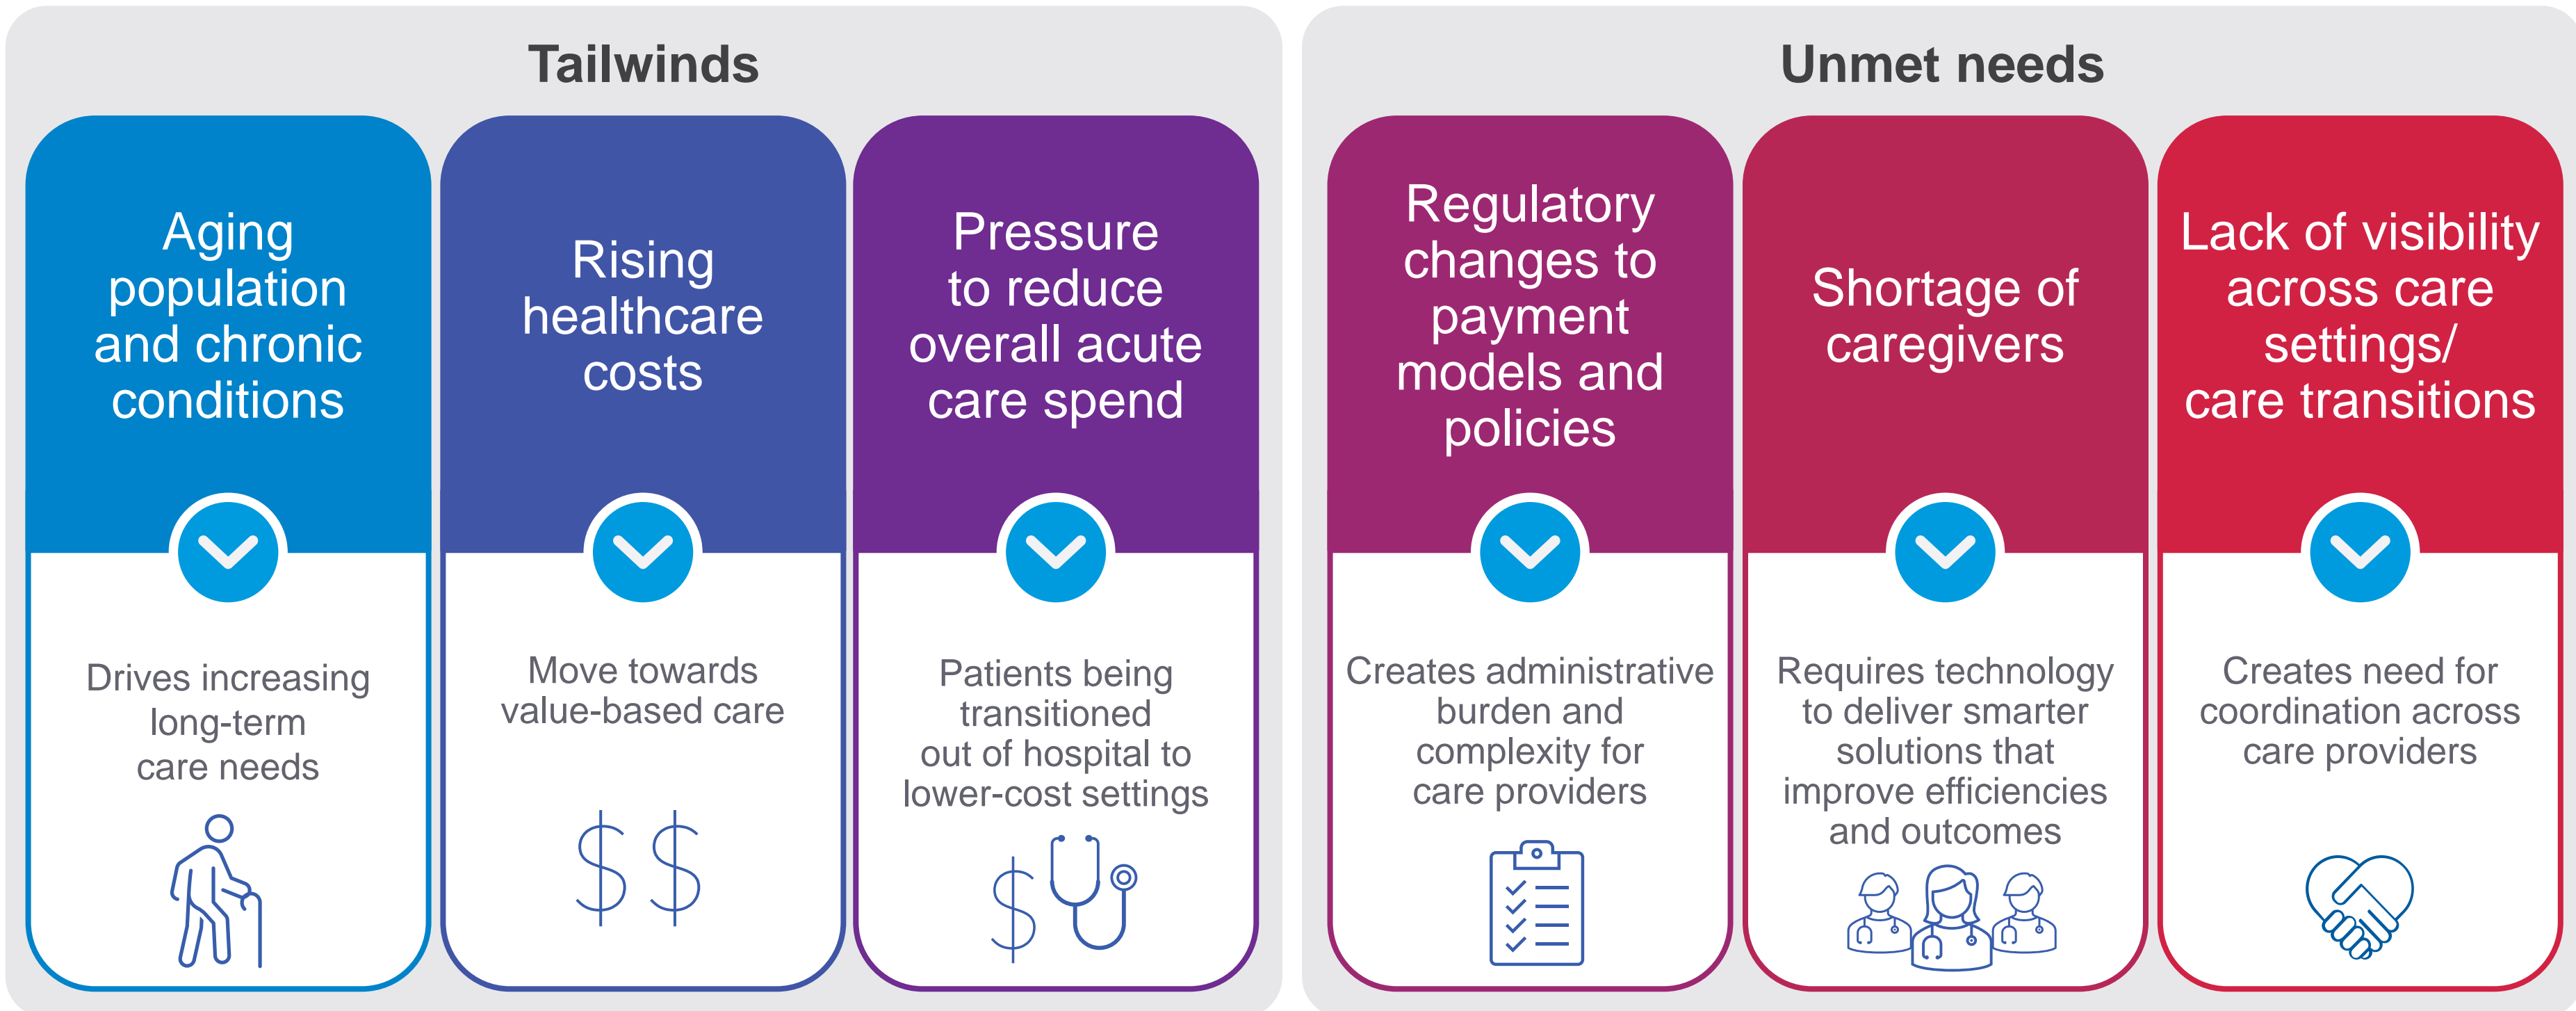 Tailwinds
Aging
population
and chronic
conditions
Drives increasing
long-term
care needs
Rising
healthcare
costs
Move towards
value-based care
Pressure
to reduce
overall acute
care spend
Patients being
transitioned
out of hospital to
lower-cost settings
Unmet needs
Regulatory
changes to
payment
models and
policies
Creates administrative
burden and
complexity for
care providers
Shortage of
caregivers
Requires technology
to deliver smarter
solutions that
improve efficiencies
and outcomes
Lack of visibility
across care
settings/
care transitions
Creates need for
coordination across
care providers